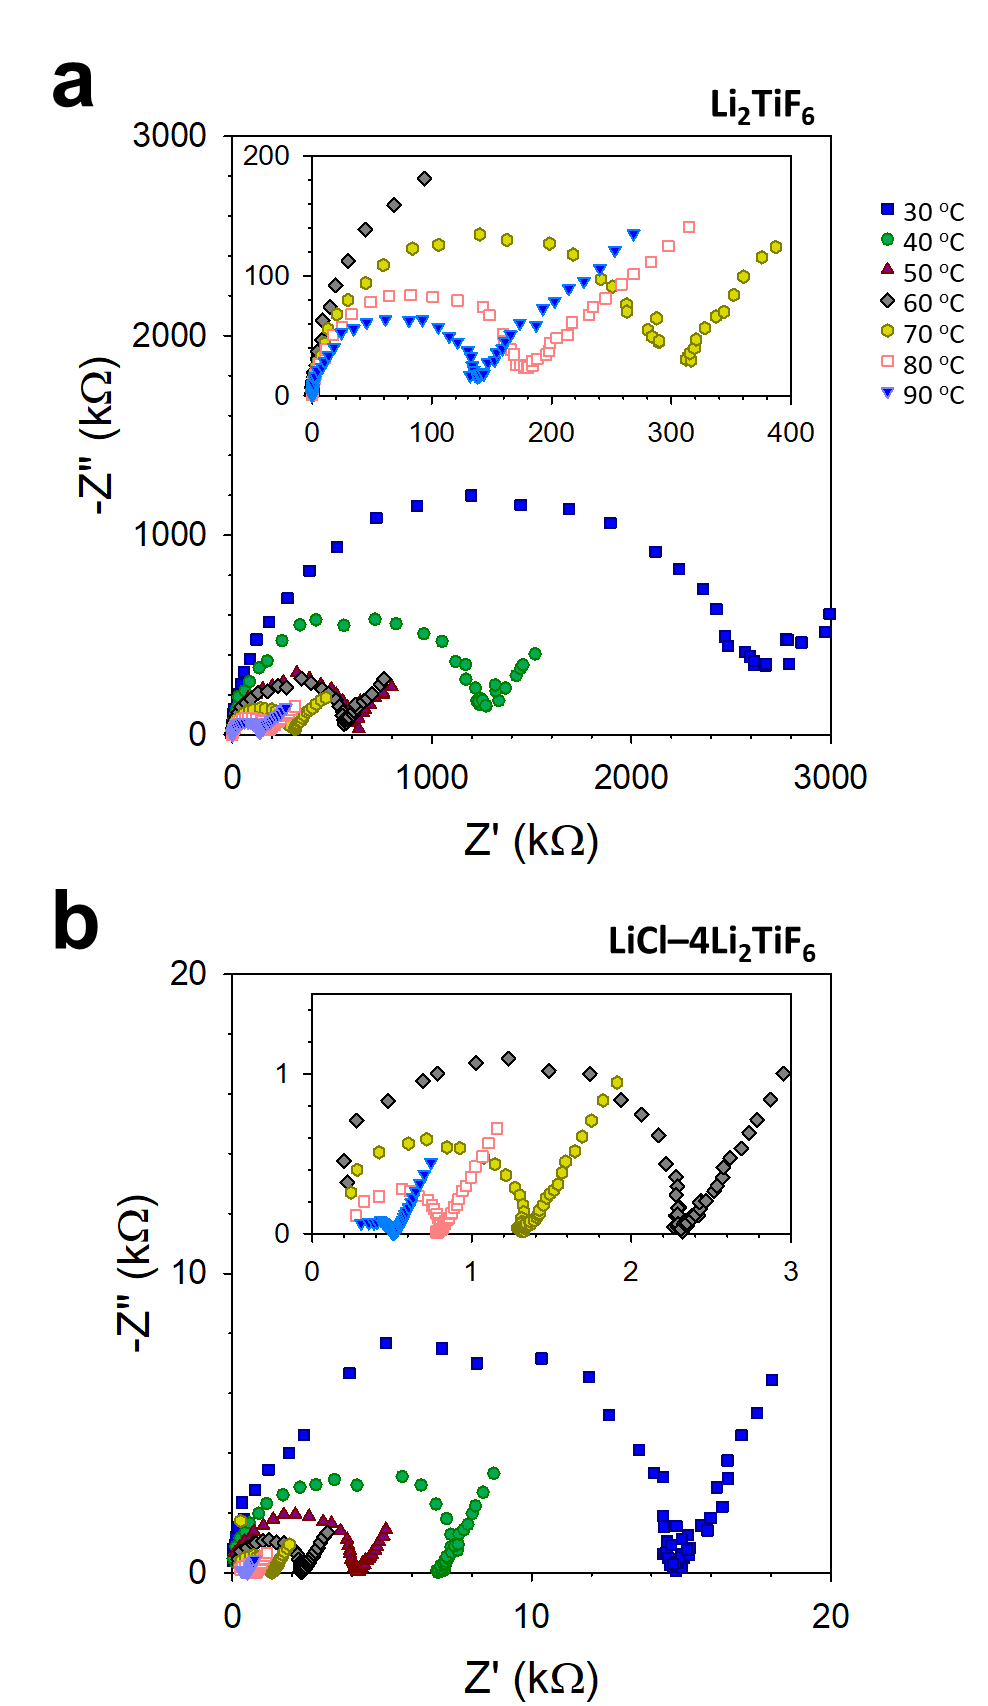 a
Li₂TiF₆
3000
2000
1000
0
-Z" (kΩ)
200
100
0
0 100 200 300 400
0 1000 2000 3000
Z' (kΩ)
30 °C
40 °C
50 °C
60 °C
70 °C
80 °C
90 °C
b
LiCl–4Li₂TiF₆
20
10
0
-Z" (kΩ)
1
0
0 1 2 3
0 10 20
Z' (kΩ)